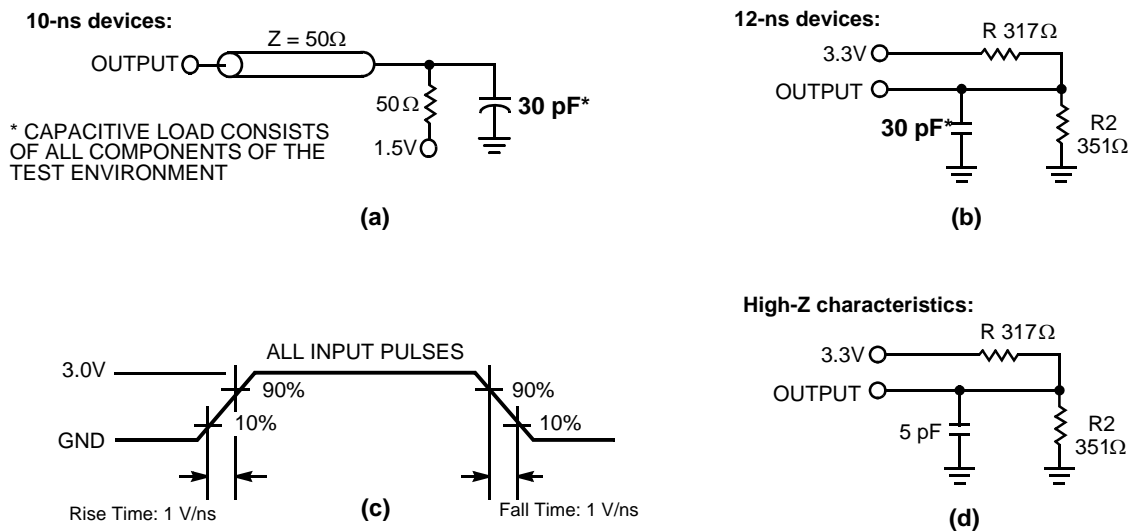 10-ns devices:
Z = 50Ω
OUTPUT
50Ω
30 pF*
1.5V
* CAPACITIVE LOAD CONSISTS
OF ALL COMPONENTS OF THE
TEST ENVIRONMENT
(a)
12-ns devices:
R 317Ω
3.3V
OUTPUT
30 pF*
R2
351Ω
(b)
ALL INPUT PULSES
3.0V
90%
10%
GND
90%
10%
Rise Time: 1 V/ns
(c)
Fall Time: 1 V/ns
High-Z characteristics:
R 317Ω
3.3V
OUTPUT
5 pF
R2
351Ω
(d)